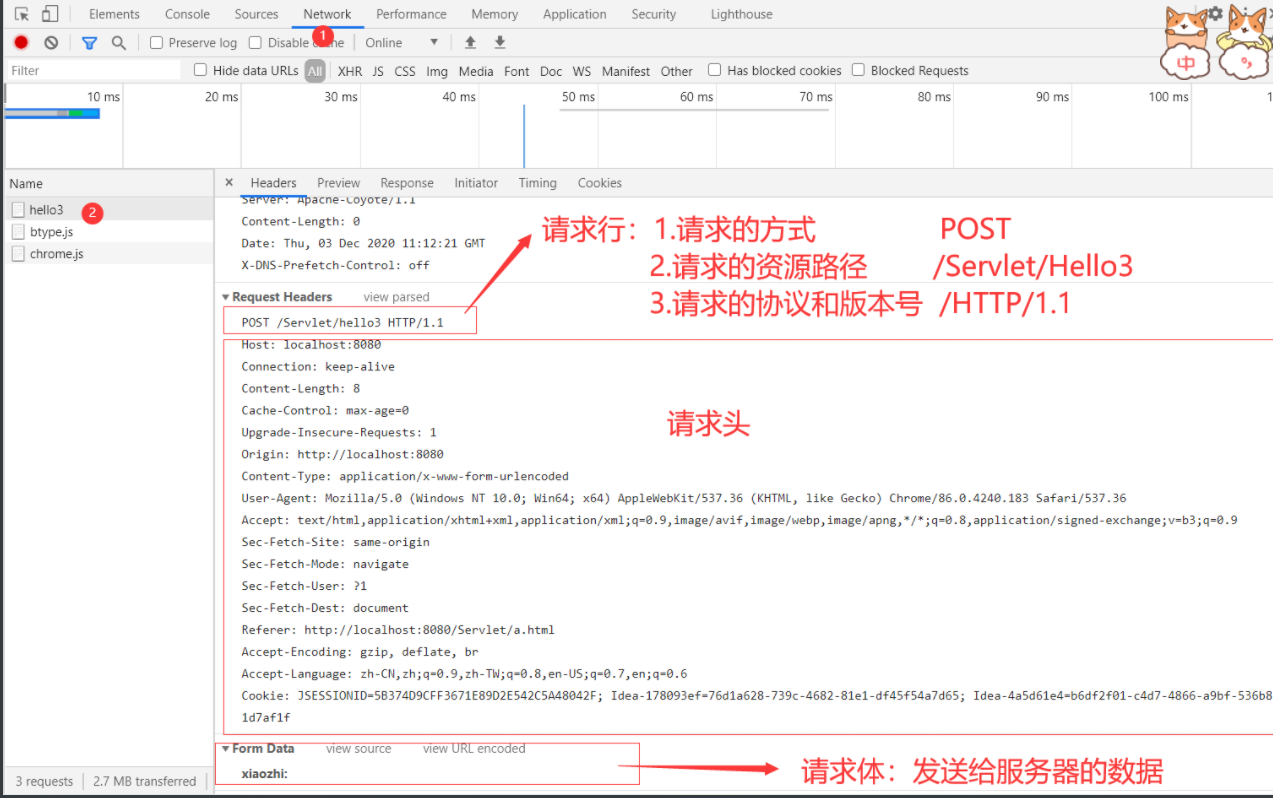 Elements Console Sources Network Performance Memory Application Security Lighthouse
1
Preserve log Disable Online
Filter Hide data URLs All XHR JS CSS Img Media Font Doc WS Manifest Other Has blocked cookies Blocked Requests
中 °,
10 ms 20 ms 30 ms 40 ms 50 ms 60 ms 70 ms 80 ms 90 ms 100 ms 1
Name
hello3 2
btype.js
chrome.js
× Headers Preview Response Initiator Timing Cookies
Server: Apache-Coyote/1.1
Content-Length: 0
Date: Thu, 03 Dec 2020 11:12:21 GMT
X-DNS-Prefetch-Control: off
请求行：1.请求的方式 POST
2.请求的资源路径 /Servlet/Hello3
3.请求的协议和版本号 /HTTP/1.1
Request Headers view parsed
POST /Servlet/hello3 HTTP/1.1
Host: localhost:8080
Connection: keep-alive
Content-Length: 8
Cache-Control: max-age=0
Upgrade-Insecure-Requests: 1
请求头
Origin: http://localhost:8080
Content-Type: application/x-www-form-urlencoded
User-Agent: Mozilla/5.0 (Windows NT 10.0; Win64; x64) AppleWebKit/537.36 (KHTML, like Gecko) Chrome/86.0.4240.183 Safari/537.36
Accept: text/html,application/xhtml+xml,application/xml;q=0.9,image/avif,image/webp,image/apng,*/*;q=0.8,application/signed-exchange;v=b3;q=0.9
Sec-Fetch-Site: same-origin
Sec-Fetch-Mode: navigate
Sec-Fetch-User: ?1
Sec-Fetch-Dest: document
Referer: http://localhost:8080/Servlet/a.html
Accept-Encoding: gzip, deflate, br
Accept-Language: zh-CN,zh;q=0.9,zh-TW;q=0.8,en-US;q=0.7,en;q=0.6
Cookie: JSESSIONID=5B374D9CFF3671E89D2E542C5A48042F; Idea-178093ef=76d1a628-739c-4682-81e1-df45f54a7d65; Idea-4a5d61e4=b6df2f01-c4d7-4866-a9bf-536b8
1d7af1f
Form Data view source view URL encoded
xiaozhi:
请求体：发送给服务器的数据
3 requests 2.7 MB transferred